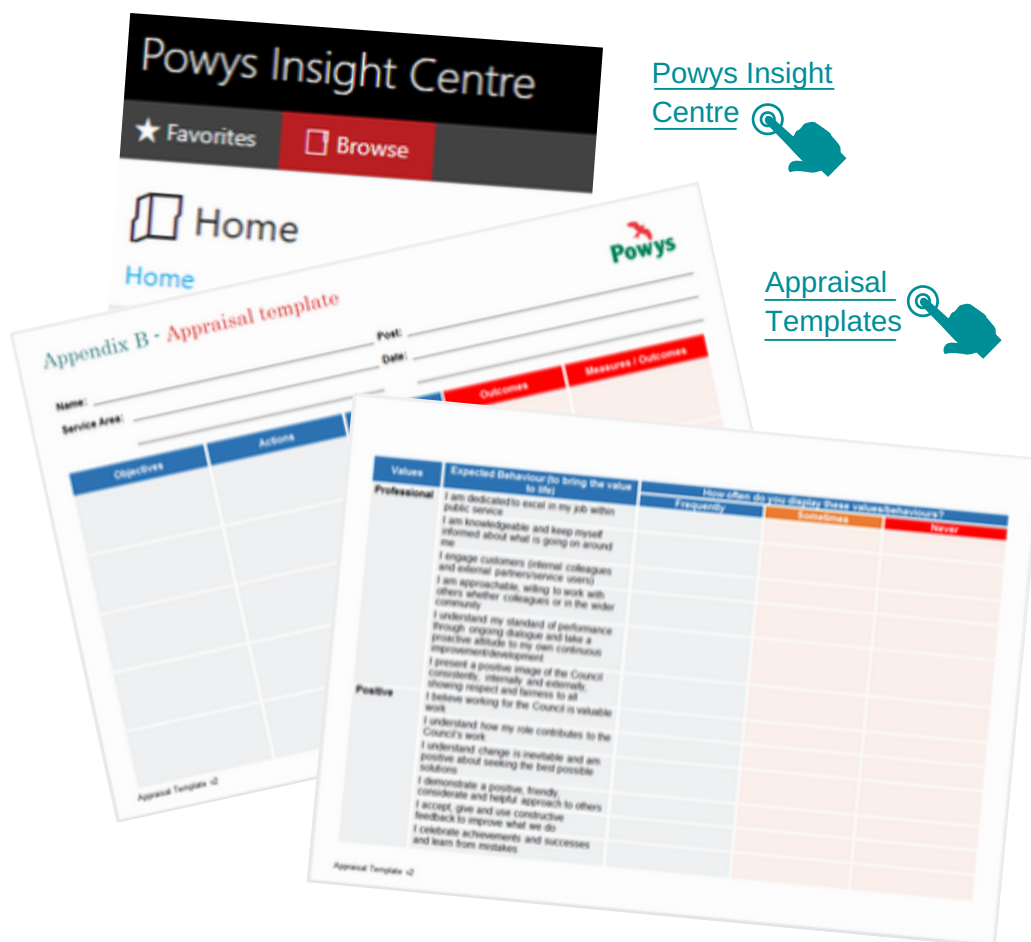 Powys Insight Centre
Favorites
Browse
Home
Home
Powys Insight
Centre
Appraisal
Templates
Powys
Appendix B - Appraisal template
Name:
Post:
Service Area:
Date:
Objectives
Actions
Outcomes
Measures / Outcomes
Appraisal Template v2
Values
Expected Behaviour (to bring the value
to life)
How often do you display these values/behaviours?
Frequently
Sometimes
Never
Professional
I am dedicated to excel in my job within
public service
I am knowledgeable and keep myself
informed about what is going on around
me
I engage customers (internal colleagues
and external partners/service users)
I am approachable, willing to work with
others whether colleagues or in the wider
community
I understand my standard of performance
through ongoing dialogue and take a
proactive attitude to my own continuous
improvement/development
I present a positive image of the Council
consistently, internally and externally,
showing respect and fairness to all
Positive
I believe working for the Council is valuable
work
I understand how my role contributes to the
Council's work
I understand change is inevitable and am
positive about seeking the best possible
solutions
I demonstrate a positive, friendly,
considerate and helpful approach to others
I accept, give and use constructive
feedback to improve what we do
I celebrate achievements and successes
and learn from mistakes
Appraisal Template v2